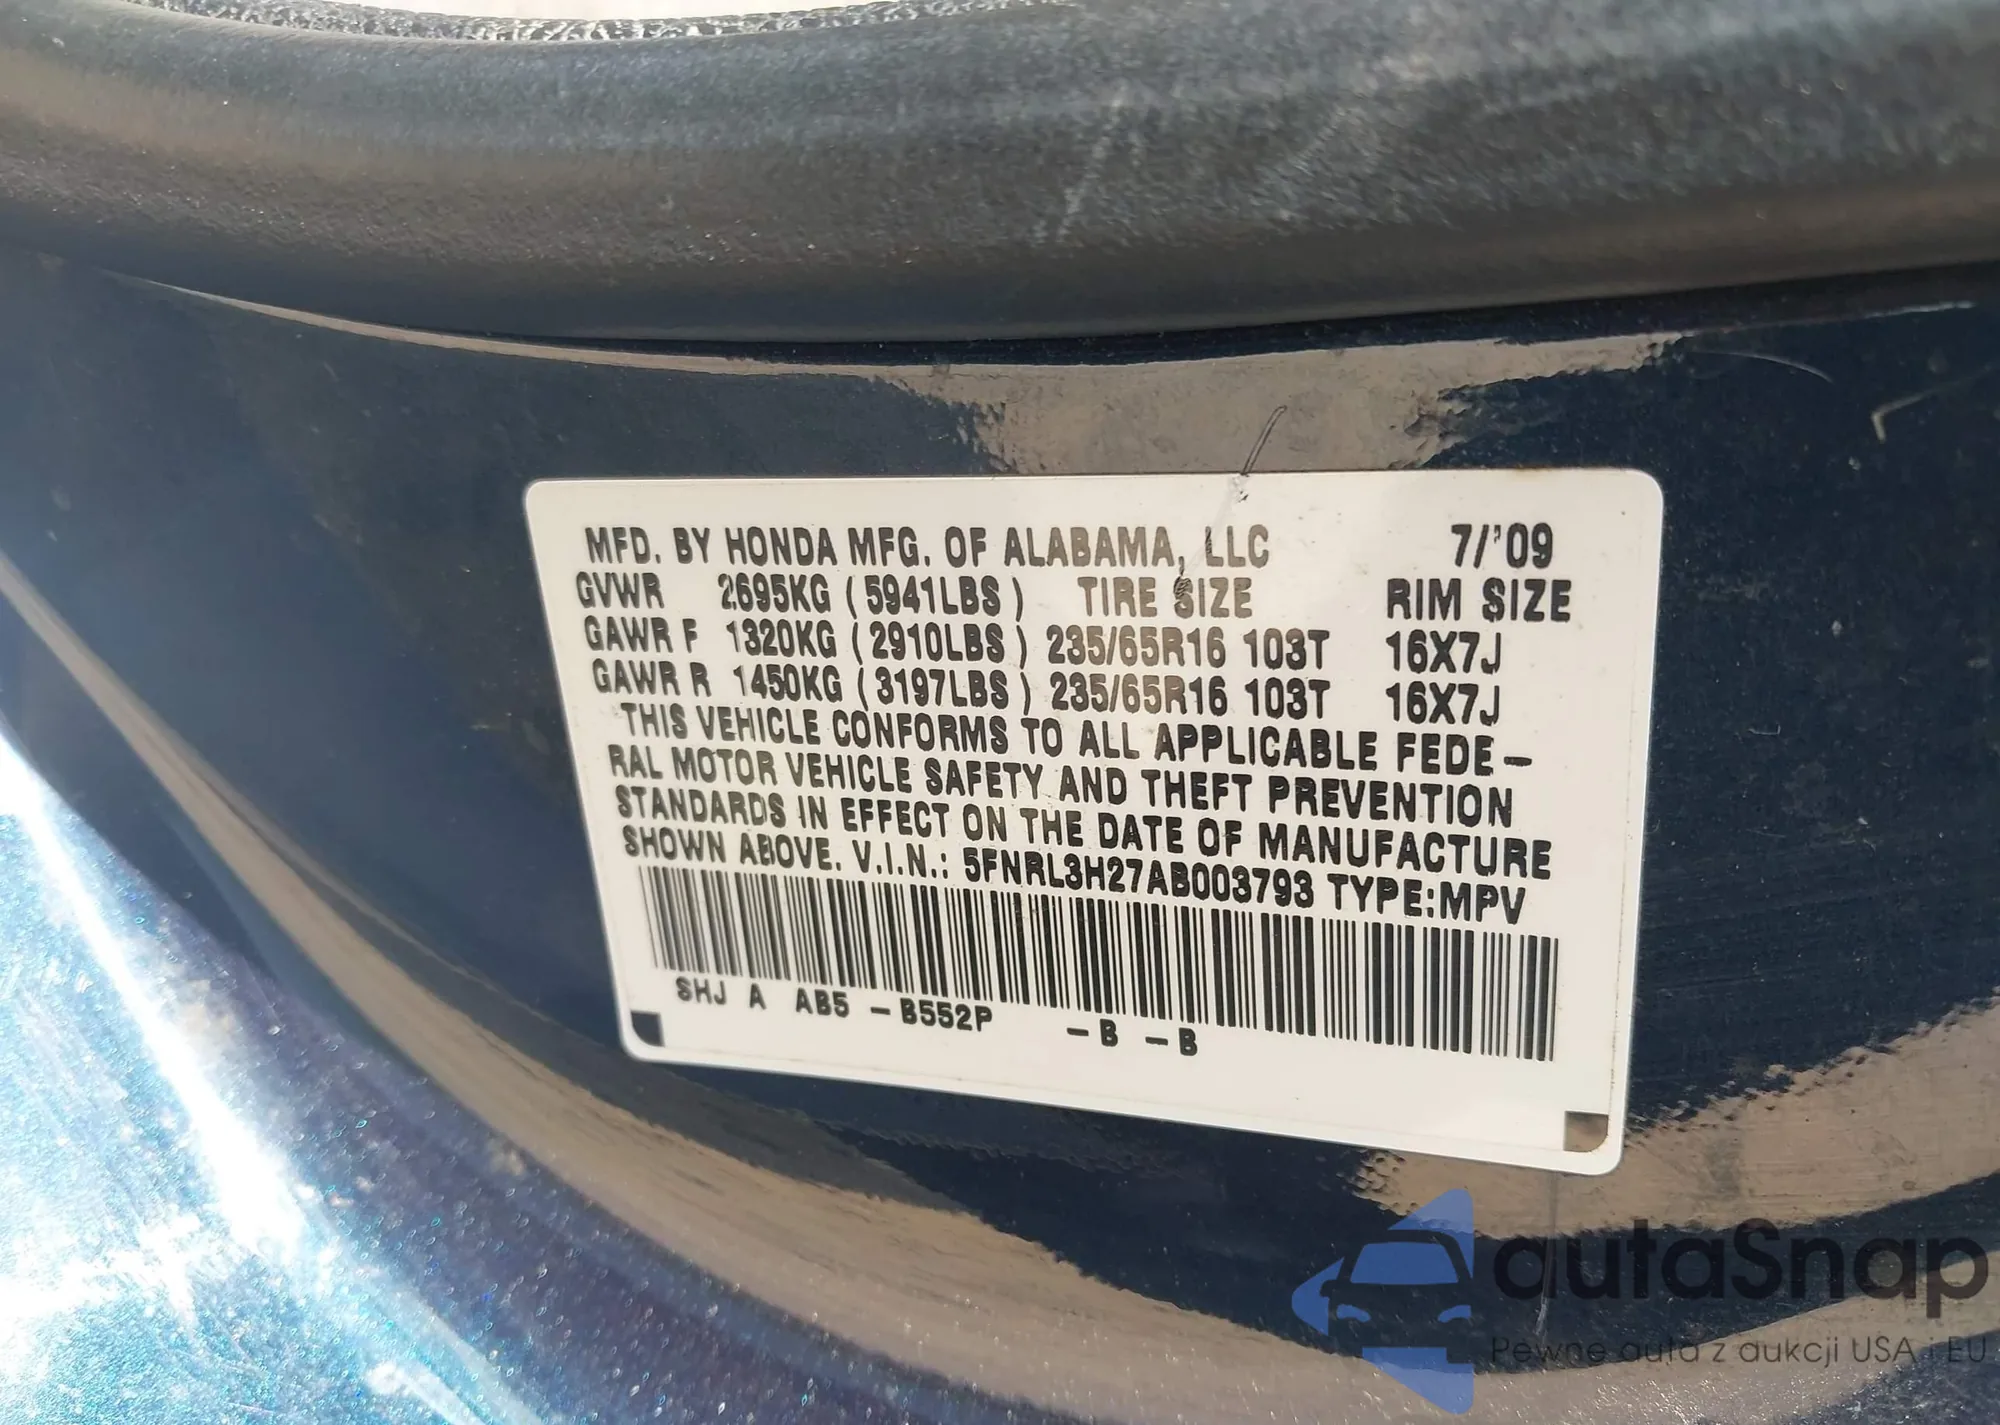 MFD. BY HONDA MFG. OF ALABAMA, LLC 7/'09
GVWR 2695KG (5941LBS) TIRE SIZE RIM SIZE
GAWR F 1320KG (2910LBS) 235/65R16 103T 16X7J
GAWR R 1450KG (3197LBS) 235/65R16 103T 16X7J
THIS VEHICLE CONFORMS TO ALL APPLICABLE FEDE-
RAL MOTOR VEHICLE SAFETY AND THEFT PREVENTION
STANDARDS IN EFFECT ON THE DATE OF MANUFACTURE
SHOWN ABOVE. V.I.N.: 5FNRL3H27AB003793 TYPE:MPV
SHJ A AB5 -B552P -B -B
autaSnap
Pewne auta z aukcji USA i EU